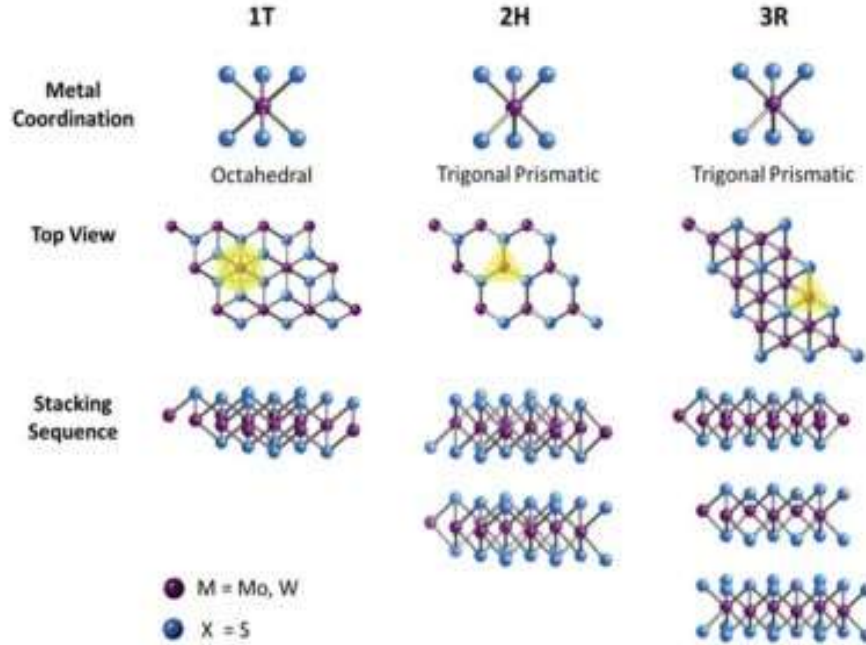 1T 2H 3R
Metal
Coordination
Octahedral Trigonal Prismatic Trigonal Prismatic
Top View
Stacking
Sequence
M = Mo, W
X = S